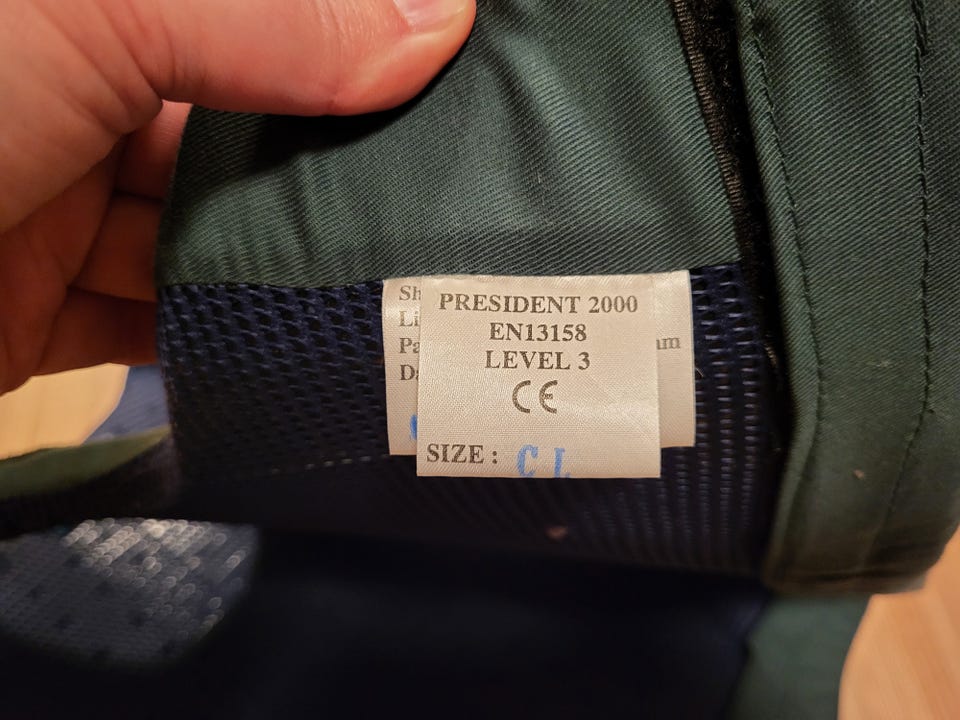 PRESIDENT 2000
EN13158
LEVEL 3
CE
SIZE : CL